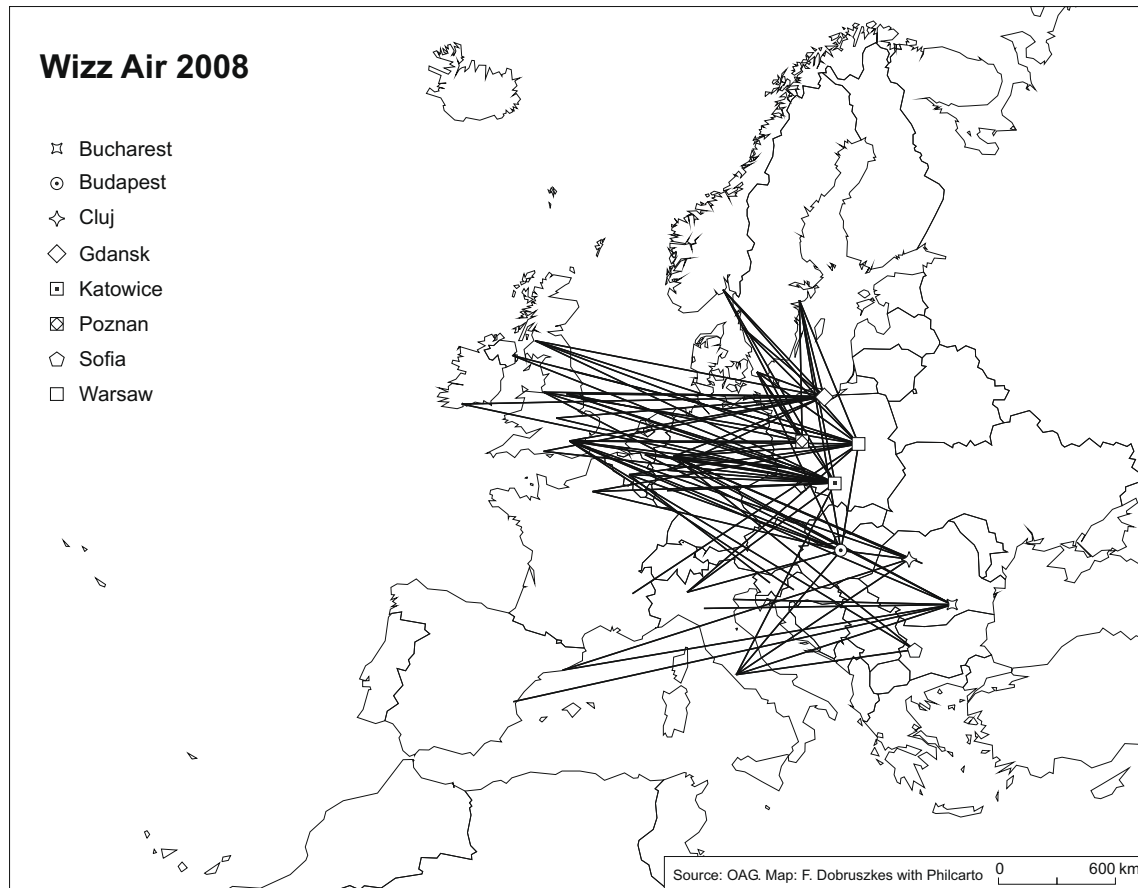 Wizz Air 2008
Bucharest
Budapest
Cluj
Gdansk
Katowice
Poznan
Sofia
Warsaw
Source: OAG. Map: F. Dobruszkes with Philcarto
0 600 km